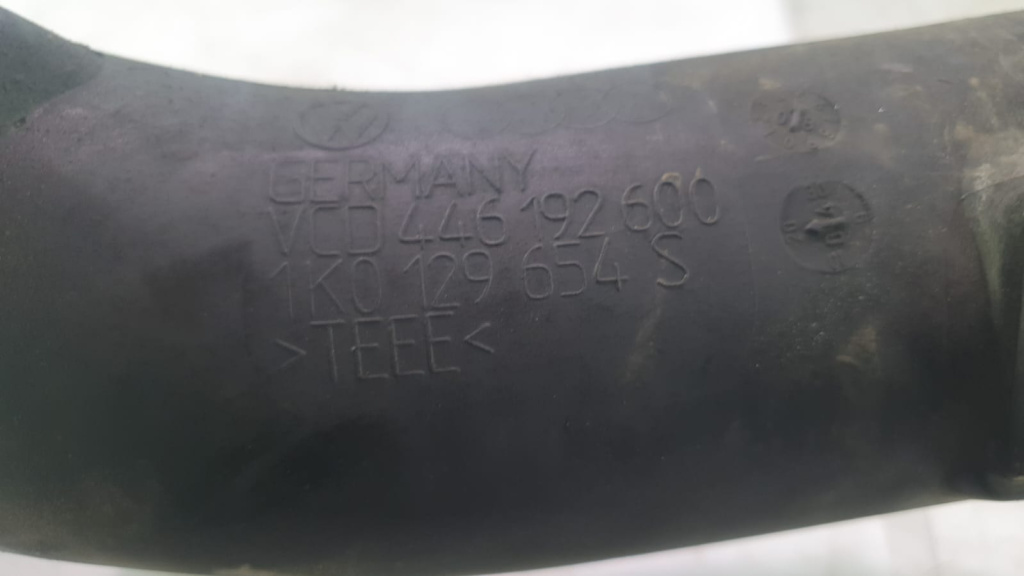 GERMANY
VCD 446 192 600
1K0 129 654 S
>TEEE<